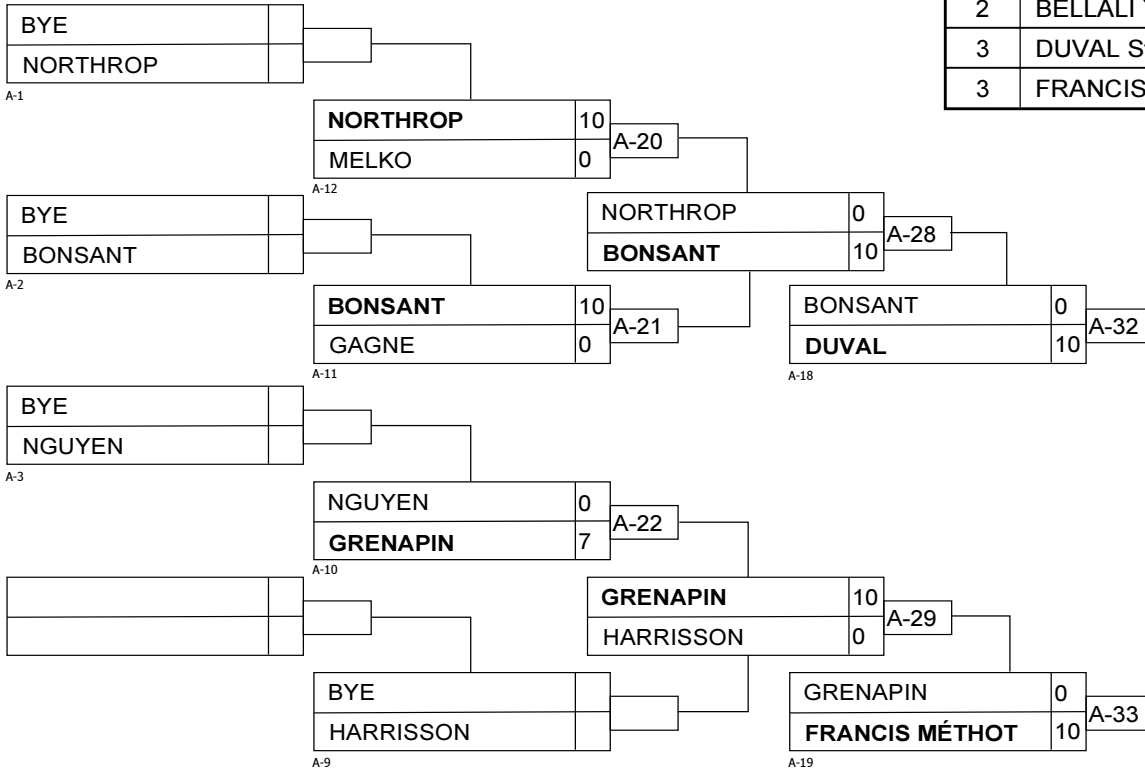 BYE
NORTHROP
A-1
NORTHROP 10
MELKO 0
A-20
A-12
BYE
BONSANT
A-2
BONSANT 10
GAGNE 0
A-21
A-11
NORTHROP 0
BONSANT 10
A-28
BONSANT 0
DUVAL 10
A-32
A-18
BYE
NGUYEN
A-3
NGUYEN 0
GRENAPIN 7
A-22
A-10
GRENAPIN 10
HARRISSON 0
A-29
BYE
HARRISSON
A-9
GRENAPIN 0
FRANCIS MÉTHOT 10
A-33
A-19
2 BELLALI
3 DUVAL
3 FRANCIS